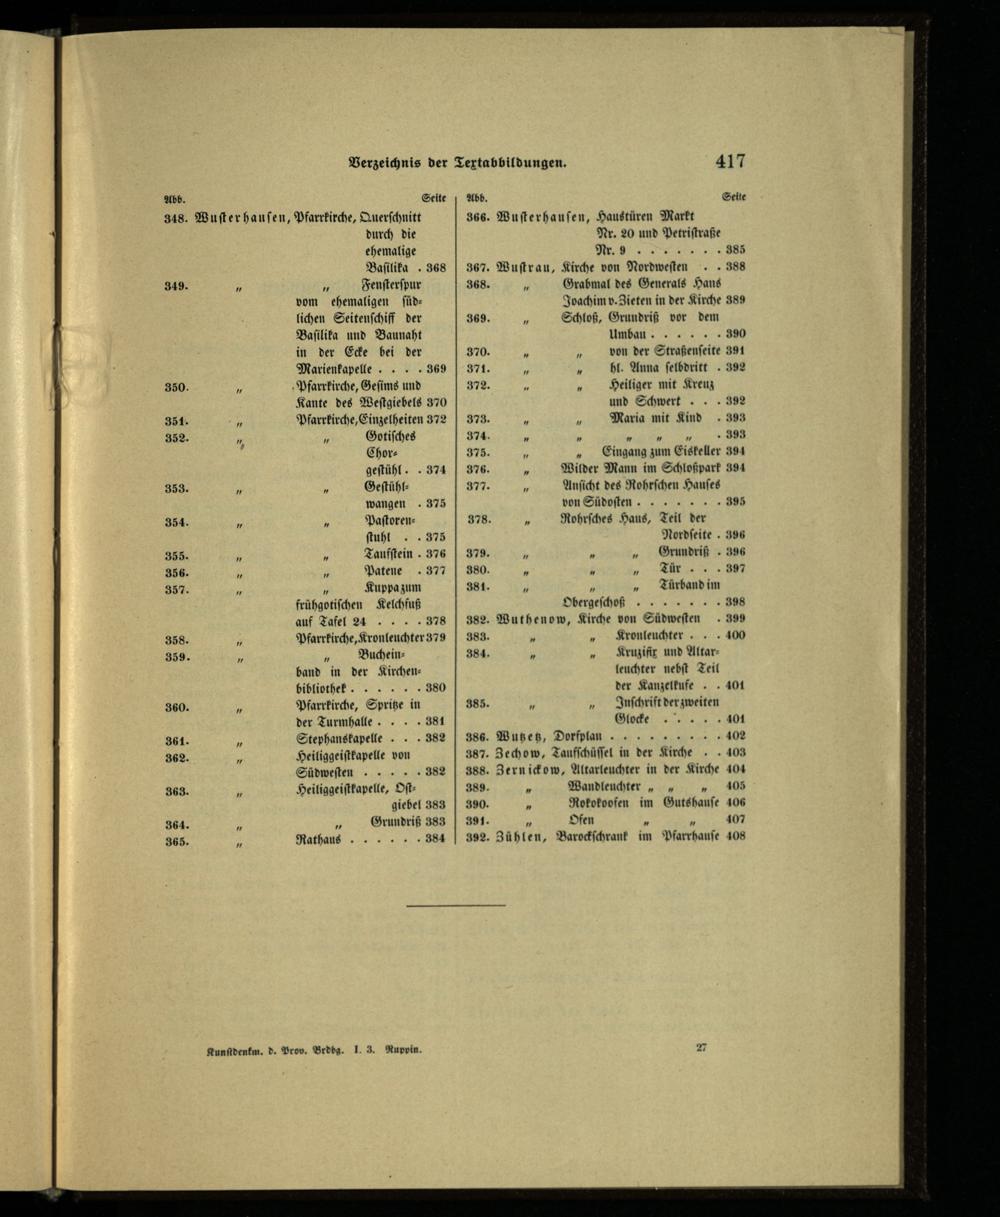 Verzeichnis der Textabbildungen. 417
Abb. Seite
348. Wusterhausen, Pfarrkirche, Querschnitt
durch die
ehemalige
Basilika . 368
349. „ „ Fensterspur
vom ehemaligen süd-
lichen Seitenschiff der
Basilika und Baunaht
in der Ecke bei der
Marienkapelle . . . . 369
350. „ Pfarrkirche, Gesims und
Kante des Westgiebels 370
351. „ Pfarrkirche, Einzelheiten 372
352. „ „ Gotisches
Chor-
gestühl . . 374
353. „ „ Gestühl-
wangen . 375
354. „ „ Pastoren-
stuhl . . 375
355. „ „ Taufstein . 376
356. „ „ Patene . 377
357. „ „ Kuppa zum
frühgotischen Kelchfuß
auf Tafel 24 . . . . 378
358. „ Pfarrkirche, Kronleuchter 379
359. „ „ Buchein-
band in der Kirchen-
bibliothek . . . . . . 380
360. „ Pfarrkirche, Spritze in
der Turmhalle . . . . 381
361. „ Stephanskapelle . . . 382
362. „ Heiliggeistkapelle von
Südwesten . . . . . 382
363. „ Heiliggeistkapelle, Ost-
giebel 383
364. „ „ Grundriß 383
365. „ Rathaus . . . . . . 384
Abb. Seite
366. Wusterhausen, Haustüren Markt
Nr. 20 und Petristraße
Nr. 9 . . . . . . . 385
367. Wustrau, Kirche von Nordwesten . . 388
368. „ Grabmal des Generals Hans
Joachim v. Zieten in der Kirche 389
369. „ Schloß, Grundriß vor dem
Umbau . . . . . . 390
370. „ „ von der Straßenseite 391
371. „ „ hl. Anna selbdritt . 392
372. „ „ Heiliger mit Kreuz
und Schwert . . . 392
373. „ „ Maria mit Kind . 393
374. „ „ „ „ „ . 393
375. „ „ Eingang zum Eiskeller 394
376. „ Wilder Mann im Schloßpark 394
377. „ Ansicht des Rohrschen Hauses
von Südosten . . . . . . . 395
378. „ Rohrsches Haus, Teil der
Nordseite . 396
379. „ „ „ Grundriß . 396
380. „ „ „ Tür . . . 397
381. „ „ „ Türband im
Obergeschoß . . . . . . . 398
382. Wuthenow, Kirche von Südwesten . 399
383. „ „ Kronleuchter . . . 400
384. „ „ Kruzifix und Altar-
leuchter nebst Teil
der Kanzelkufe . . 401
385. „ „ Inschrift der zweiten
Glocke . . . . . 401
386. Wutzetz, Dorfplan . . . . . . . . . 402
387. Zechow, Taufschüssel in der Kirche . . 403
388. Zernickow, Altarleuchter in der Kirche 404
389. „ Wandleuchter „ „ „ 405
390. „ Rokokoofen im Gutshause 406
391. „ Ofen „ „ 407
392. Zühlen, Barockschrank im Pfarrhause 408
Kunstdenkm. d. Prov. Brdbg. I. 3. Ruppin. 27